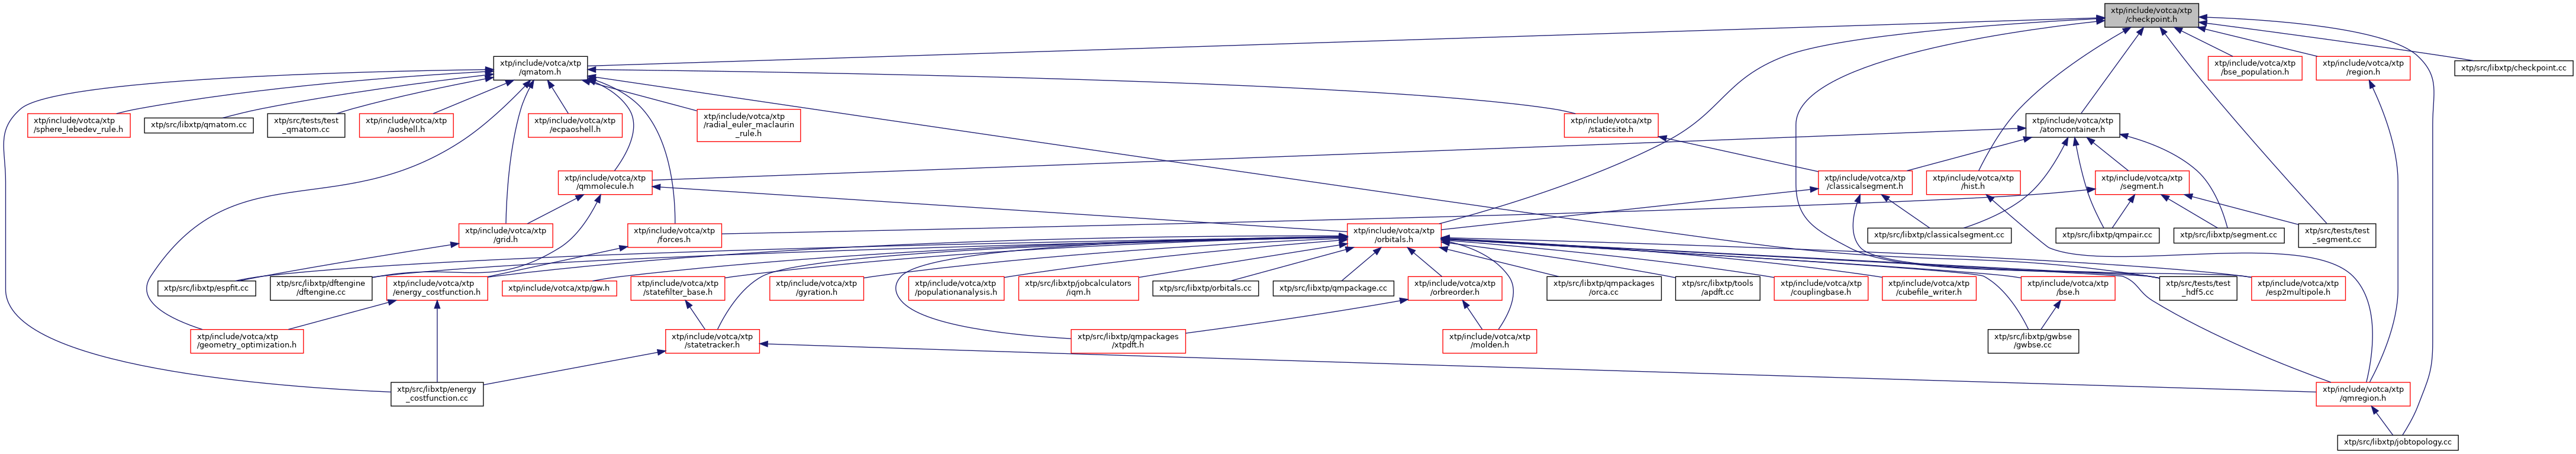 xtp/include/votca/xtp
/checkpoint.h
xtp/include/votca/xtp
/qmatom.h
xtp/include/votca/xtp
/bse_population.h
xtp/include/votca/xtp
/region.h
xtp/src/libxtp/checkpoint.cc
xtp/include/votca/xtp
/sphere_lebedev_rule.h
xtp/src/libxtp/qmatom.cc
xtp/src/tests/test
_qmatom.cc
xtp/include/votca/xtp
/aoshell.h
xtp/include/votca/xtp
/ecpaoshell.h
xtp/include/votca/xtp
/radial_euler_maclaurin
_rule.h
xtp/include/votca/xtp
/staticsite.h
xtp/include/votca/xtp
/atomcontainer.h
xtp/include/votca/xtp
/qmmolecule.h
xtp/include/votca/xtp
/classicalsegment.h
xtp/include/votca/xtp
/hist.h
xtp/include/votca/xtp
/segment.h
xtp/include/votca/xtp
/grid.h
xtp/include/votca/xtp
/forces.h
xtp/include/votca/xtp
/orbitals.h
xtp/src/libxtp/classicalsegment.cc
xtp/src/libxtp/qmpair.cc
xtp/src/libxtp/segment.cc
xtp/src/tests/test
_segment.cc
xtp/src/libxtp/espfit.cc
xtp/src/libxtp/dftengine
/dftengine.cc
xtp/include/votca/xtp
/energy_costfunction.h
xtp/include/votca/xtp/gw.h
xtp/include/votca/xtp
/statefilter_base.h
xtp/include/votca/xtp
/gyration.h
xtp/include/votca/xtp
/populationanalysis.h
xtp/src/libxtp/jobcalculators
/iqm.h
xtp/src/libxtp/orbitals.cc
xtp/src/libxtp/qmpackage.cc
xtp/include/votca/xtp
/orbreorder.h
xtp/src/libxtp/qmpackages
/orca.cc
xtp/src/libxtp/tools
/apdft.cc
xtp/include/votca/xtp
/couplingbase.h
xtp/include/votca/xtp
/cubefile_writer.h
xtp/include/votca/xtp
/bse.h
xtp/src/tests/test
_hdf5.cc
xtp/include/votca/xtp
/esp2multipole.h
xtp/include/votca/xtp
/geometry_optimization.h
xtp/include/votca/xtp
/statetracker.h
xtp/src/libxtp/qmpackages
/xtpdft.h
xtp/include/votca/xtp
/molden.h
xtp/src/libxtp/gwbse
/gwbse.cc
xtp/src/libxtp/energy
_costfunction.cc
xtp/include/votca/xtp
/qmregion.h
xtp/src/libxtp/jobtopology.cc